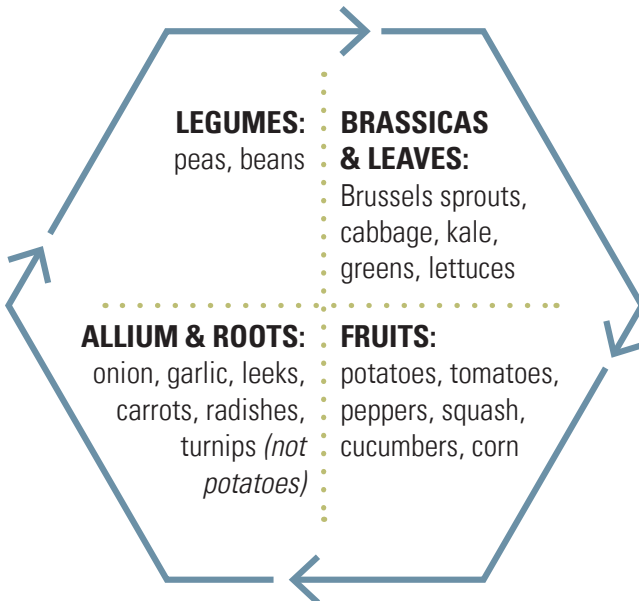 LEGUMES:
peas, beans
BRASSICAS
& LEAVES:
Brussels sprouts,
cabbage, kale,
greens, lettuces
ALLIUM & ROOTS:
onion, garlic, leeks,
carrots, radishes,
turnips (not
potatoes)
FRUITS:
potatoes, tomatoes,
peppers, squash,
cucumbers, corn